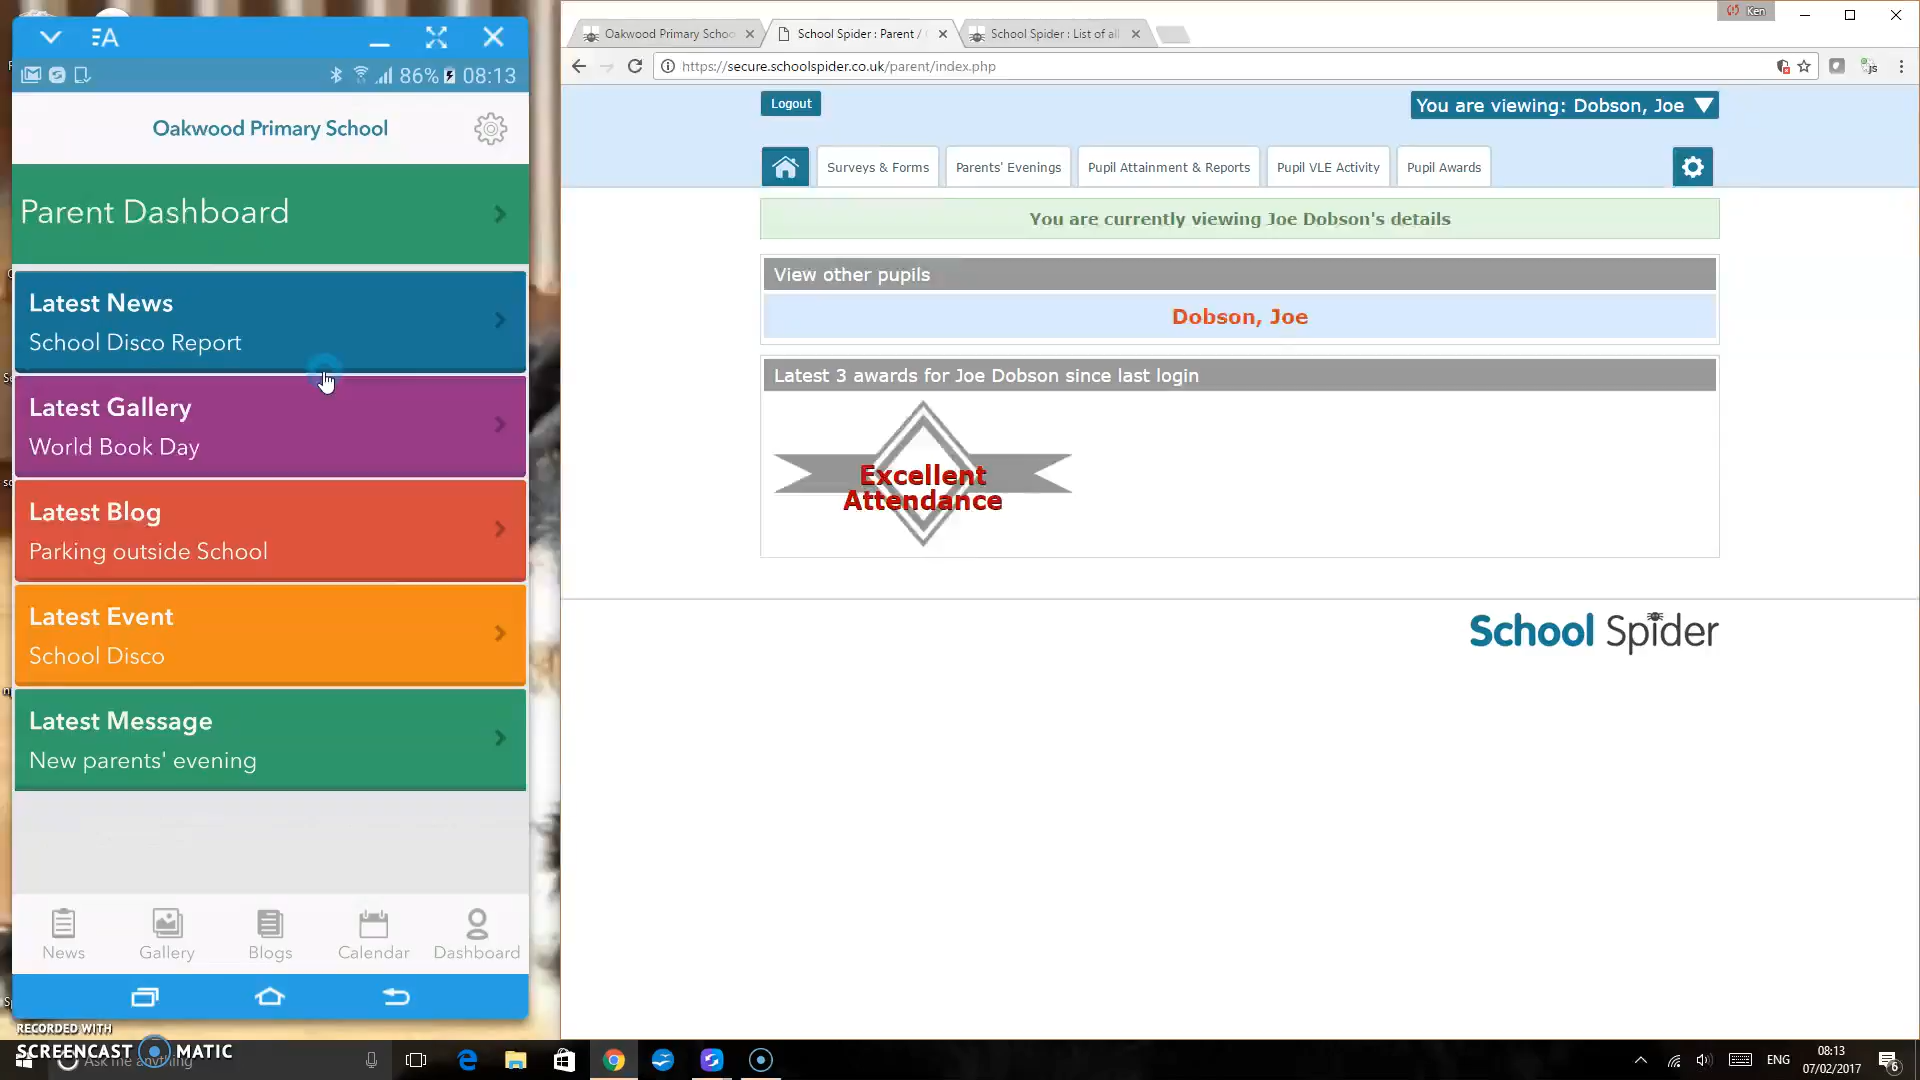 86% 08:13
Oakwood Primary School
Parent Dashboard
Latest News
School Disco Report
Latest Gallery
World Book Day
Latest Blog
Parking outside School
Latest Event
School Disco
Latest Message
New parents' evening
News Gallery Blogs Calendar Dashboard
RECORDED WITH
SCREENCAST MATIC
Ask me anything
Ken
Oakwood Primary Schoo
School Spider : Parent /
School Spider : List of all
https://secure.schoolspider.co.uk/parent/index.php
Logout
You are viewing: Dobson, Joe
Surveys & Forms
Parents' Evenings
Pupil Attainment & Reports
Pupil VLE Activity
Pupil Awards
You are currently viewing Joe Dobson's details
View other pupils
Dobson, Joe
Latest 3 awards for Joe Dobson since last login
Excellent
Attendance
School Spider
ENG
08:13
07/02/2017
6